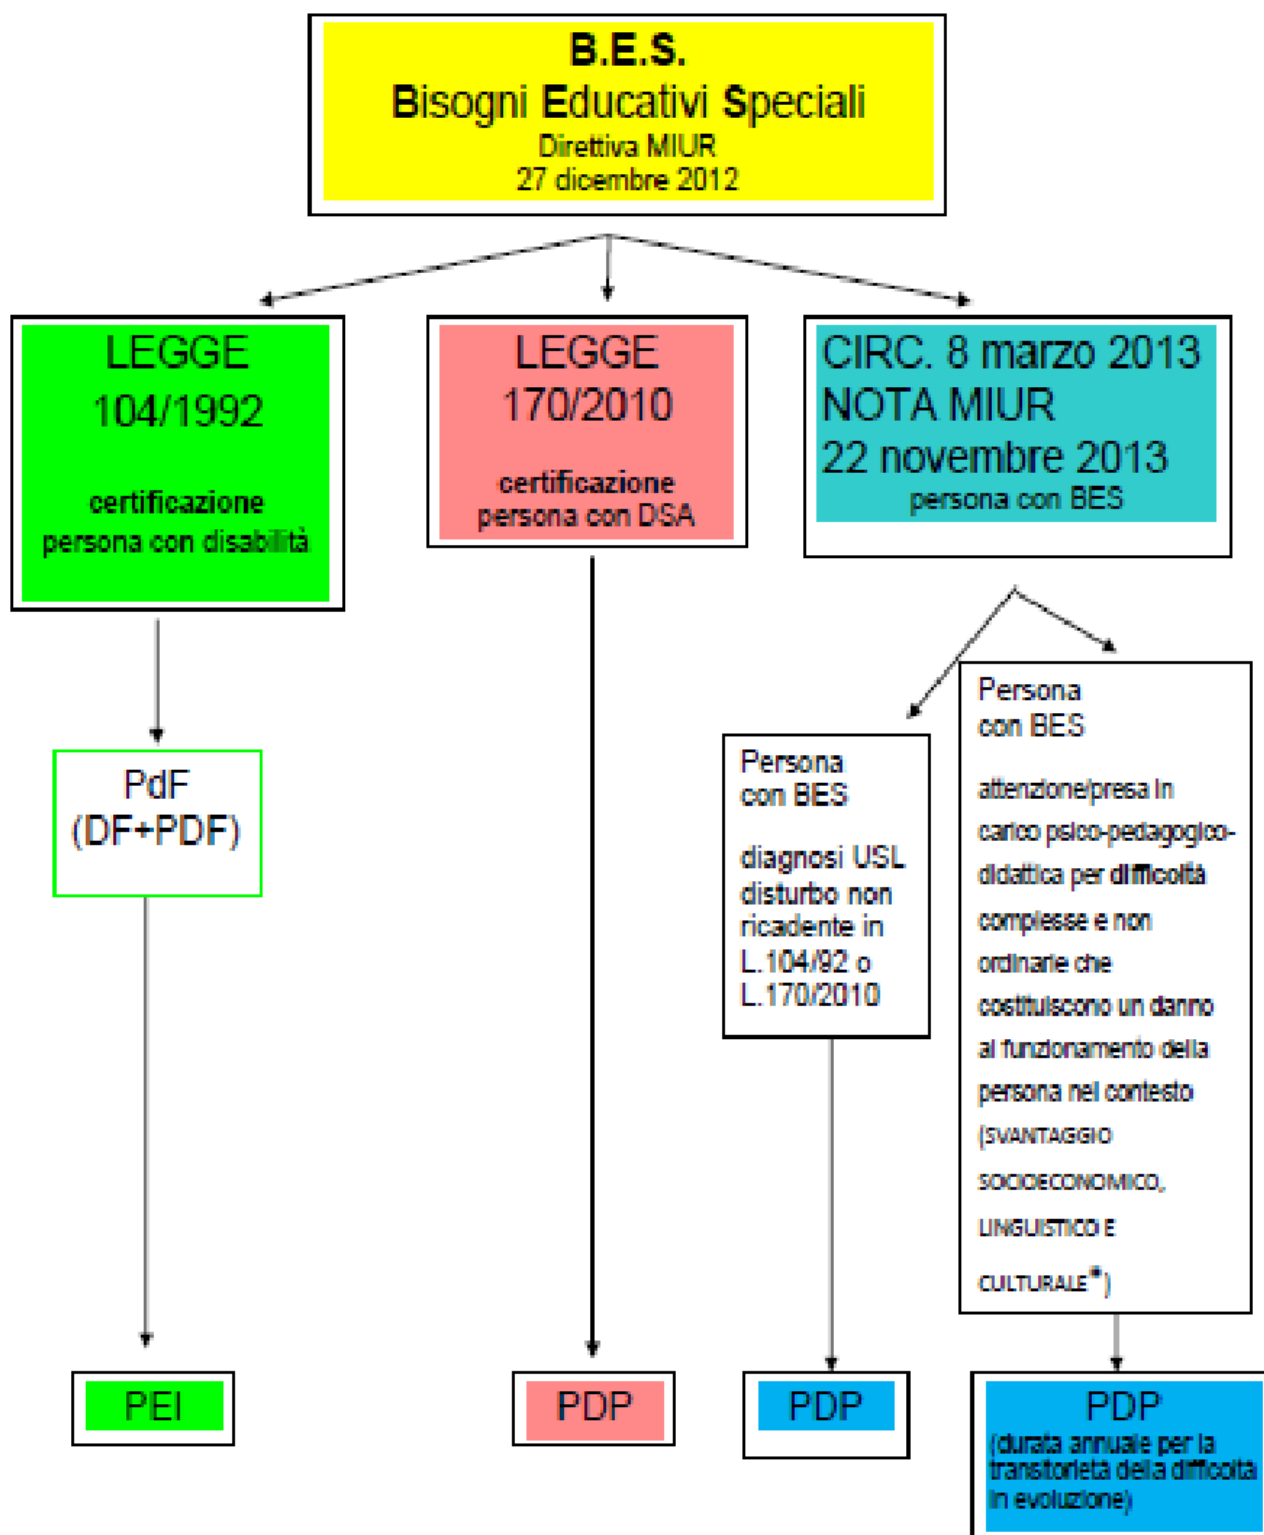 B.E.S.
Bisogni Educativi Speciali
Direttiva MIUR
27 dicembre 2012
LEGGE
104/1992
certificazione
persona con disabilità
LEGGE
170/2010
certificazione
persona con DSA
CIRC. 8 marzo 2013
NOTA MIUR
22 novembre 2013
persona con BES
PdF
(DF+PDF)
Persona
con BES
diagnosi USL
disturbo non
ricadente in
L.104/92 o
L.170/2010
Persona
con BES
attenzione/presa in
carico psico-pedagogico-
didattica per difficoltà
complesse e non
ordinarie che
costituiscono un danno
al funzionamento della
persona nel contesto
(SVANTAGGIO
SOCIOECONOMICO,
LINGUISTICO E
CULTURALE*)
PEI
PDP
PDP
PDP
(durata annuale per la
transitorietà della difficoltà
in evoluzione)